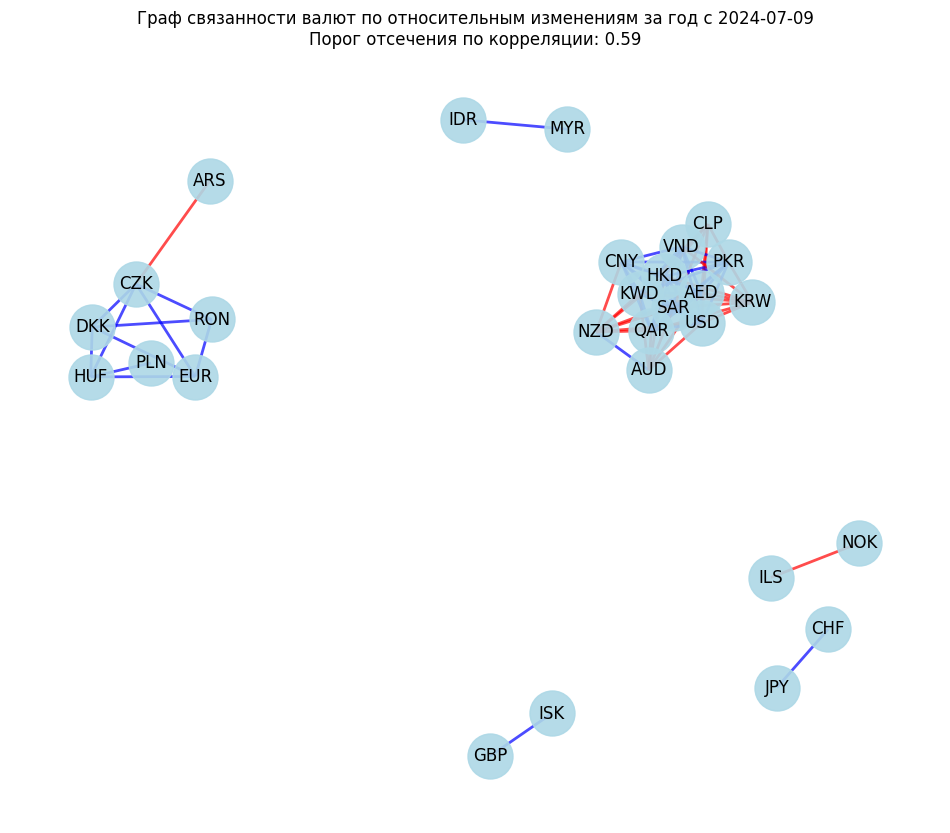 Граф связанности валют по относительным изменениям за год с 2024-07-09
Порог отсечения по корреляции: 0.59
IDR
MYR
ARS
CLP
VND
CNY
PKR
HKD
CZK
KWD
AED
KRW
SAR
DKK
RON
NZD
QAR
USD
PLN
HUF
EUR
AUD
NOK
ILS
CHF
JPY
ISK
GBP